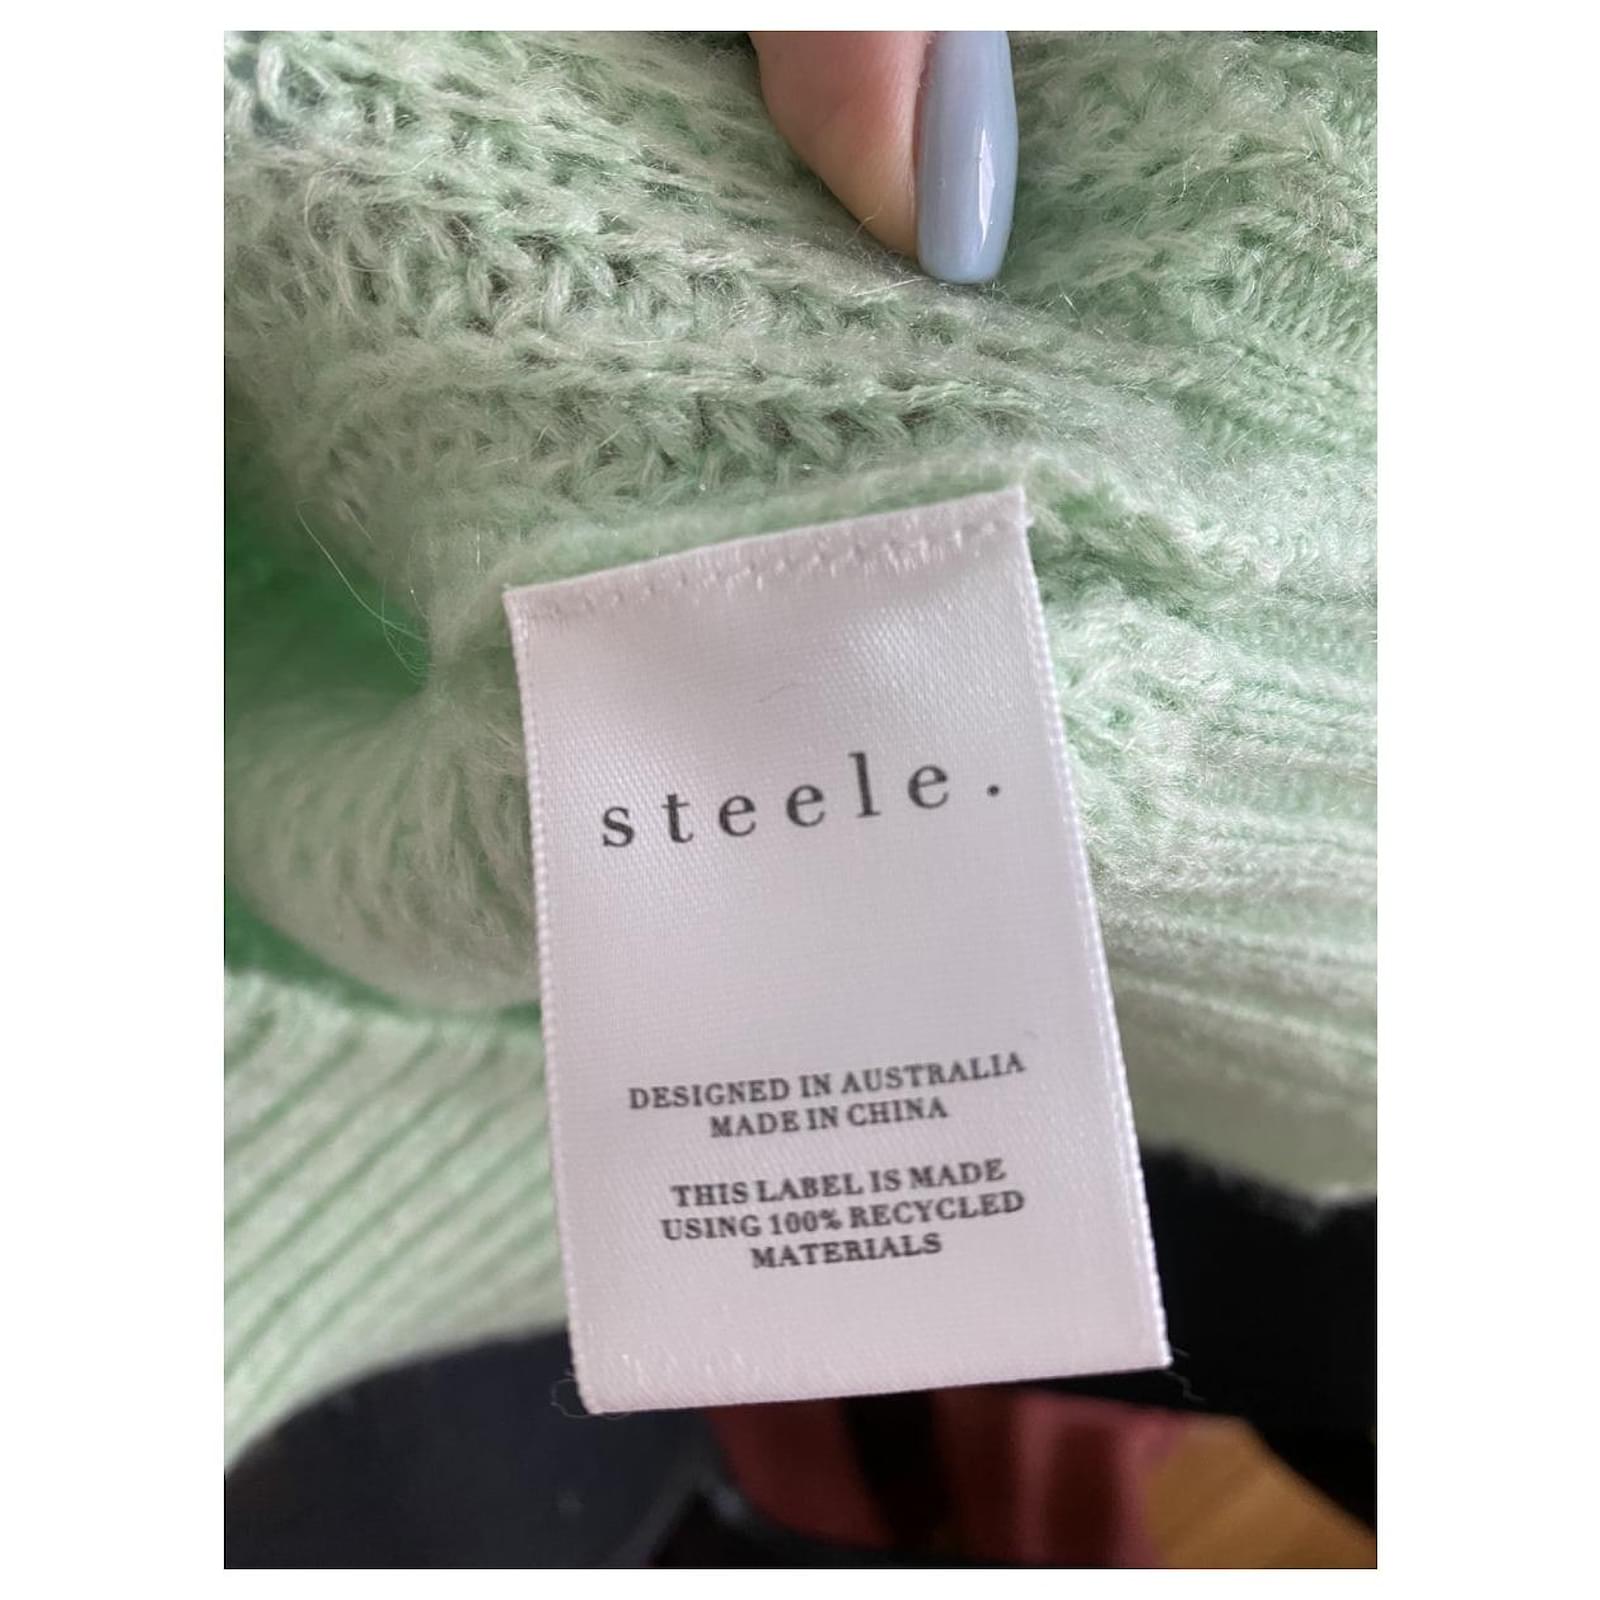 steele.
DESIGNED IN AUSTRALIA
MADE IN CHINA
THIS LABEL IS MADE
USING 100% RECYCLED
MATERIALS